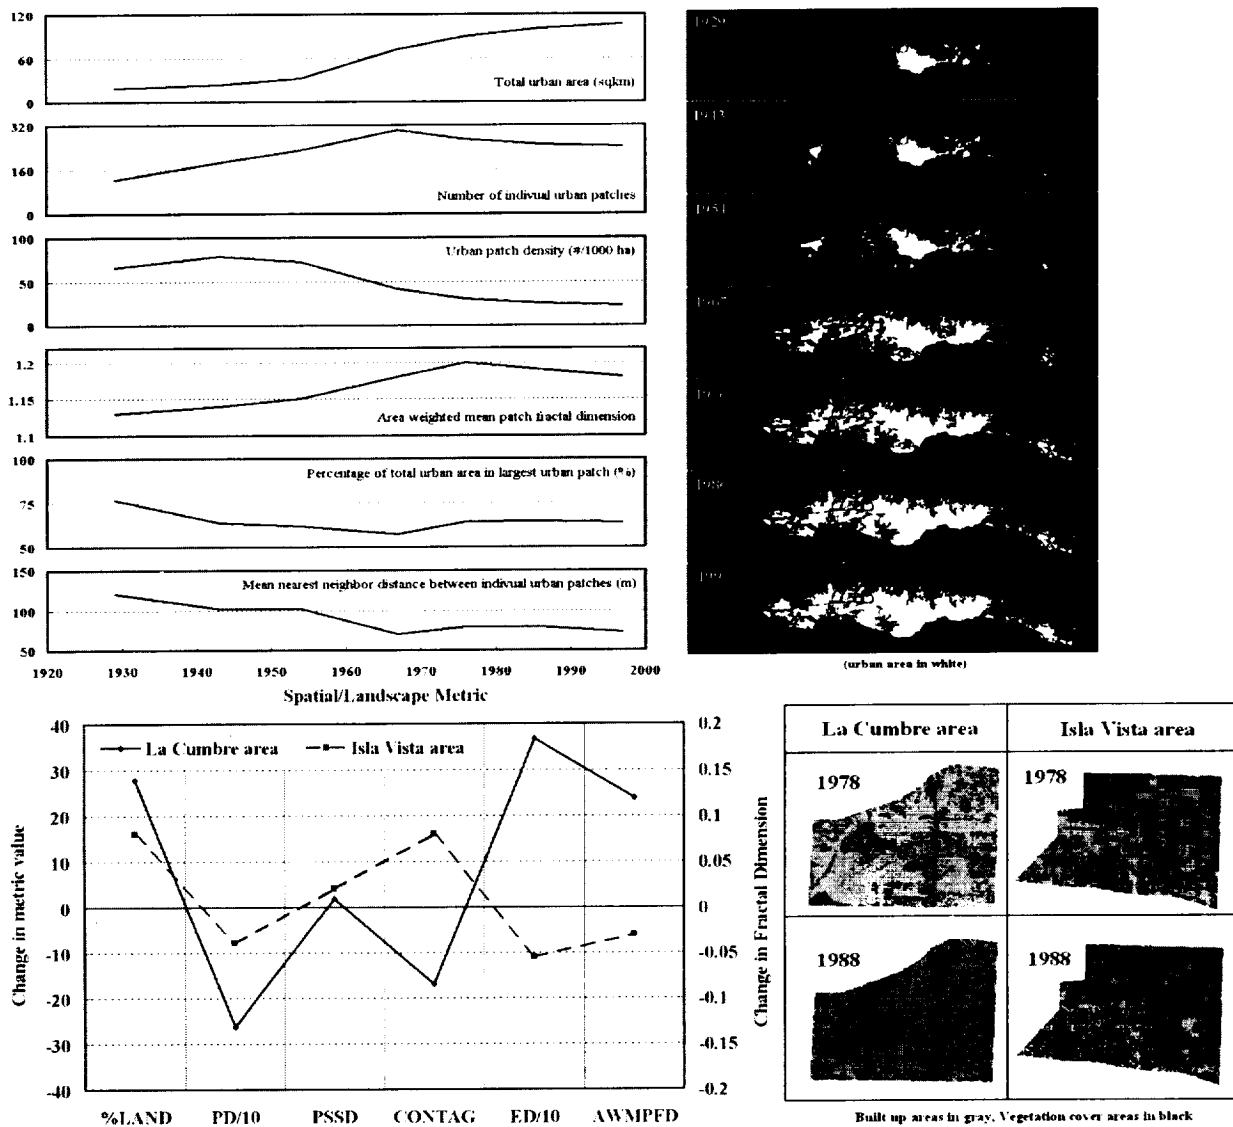 120
60
0
Total urban area (sqkm)
320
160
0
Number of indivual urban patches
100
50
0
Urban patch density (#/1000 ha)
1.2
1.15
1.1
Area weighted mean patch fractal dimension
100
75
50
Percentage of total urban area in largest urban patch (%)
150
100
50
Mean nearest neighbor distance between indivual urban patches (m)
1920 1930 1940 1950 1960 1970 1980 1990 2000
Spatial/Landscape Metric
1929
1943
1954
1967
1986
(urban area in white)
40
30
20
10
0
-10
-20
-30
-40
Change in metric value
La Cumbre area
Isla Vista area
0.2
0.15
0.1
0.05
0
-0.05
-0.1
-0.15
-0.2
Change in Fractal Dimension
%LAND PD/10 PSSD CONTAG ED/10 AWMPFD
La Cumbre area Isla Vista area
1978 1978
1988 1988
Built up areas in gray, Vegetation cover areas in black